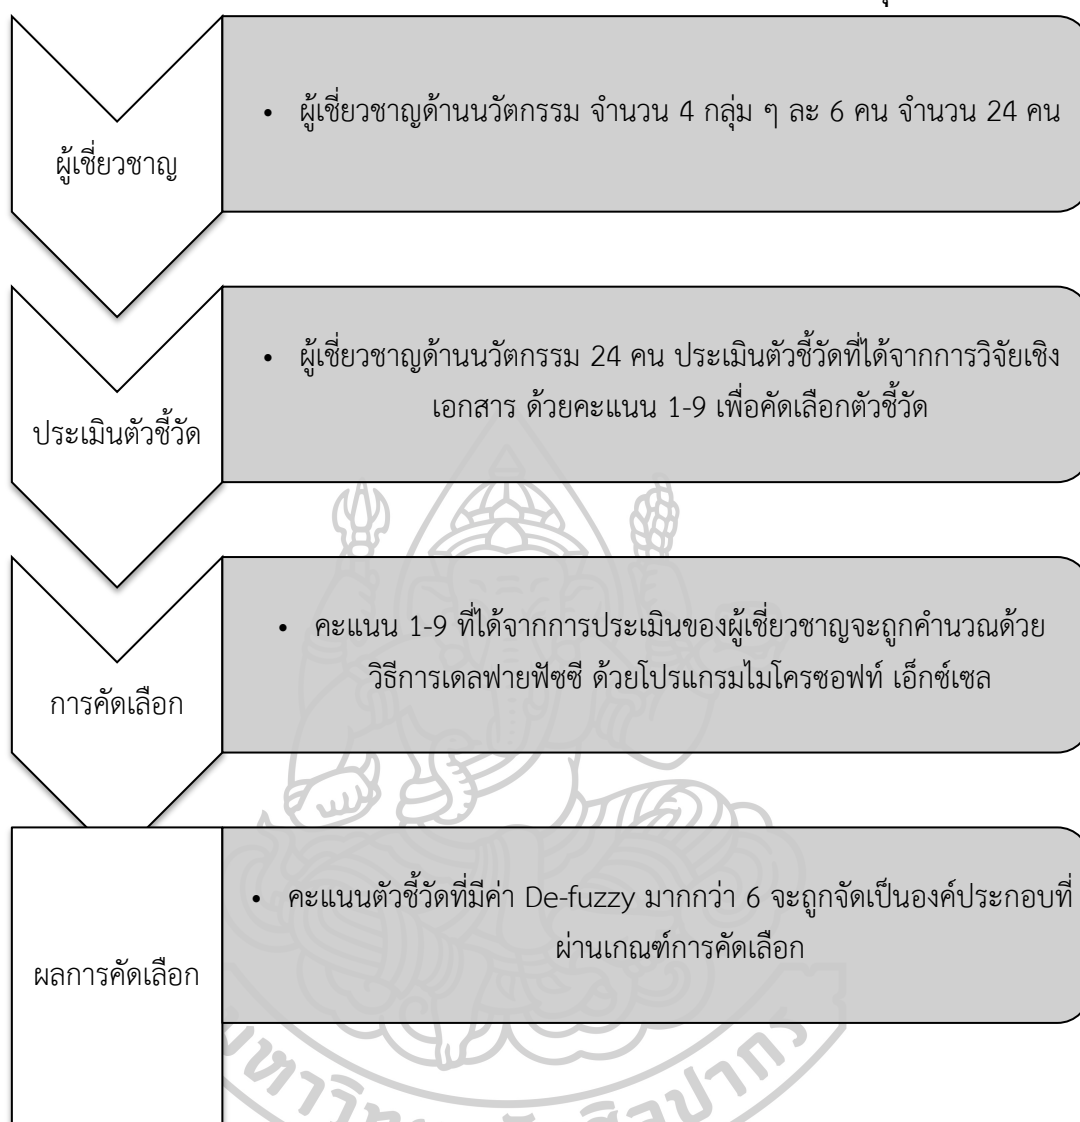 ผู้เชี่ยวชาญ
• ผู้เชี่ยวชาญด้านนวัตกรรม จำนวน 4 กลุ่ม ๆ ละ 6 คน จำนวน 24 คน
ประเมินตัวชี้วัด
• ผู้เชี่ยวชาญด้านนวัตกรรม 24 คน ประเมินตัวชี้วัดที่ได้จากการวิจัยเชิง
เอกสาร ด้วยคะแนน 1-9 เพื่อคัดเลือกตัวชี้วัด
การคัดเลือก
• คะแนน 1-9 ที่ได้จากการประเมินของผู้เชี่ยวชาญจะถูกคำนวณด้วย
วิธีการเดลฟายฟัซซี ด้วยโปรแกรมไมโครซอฟท์ เอ็กซ์เซล
ผลการคัดเลือก
• คะแนนตัวชี้วัดที่มีค่า De-fuzzy มากกว่า 6 จะถูกจัดเป็นองค์ประกอบที่
ผ่านเกณฑ์การคัดเลือก